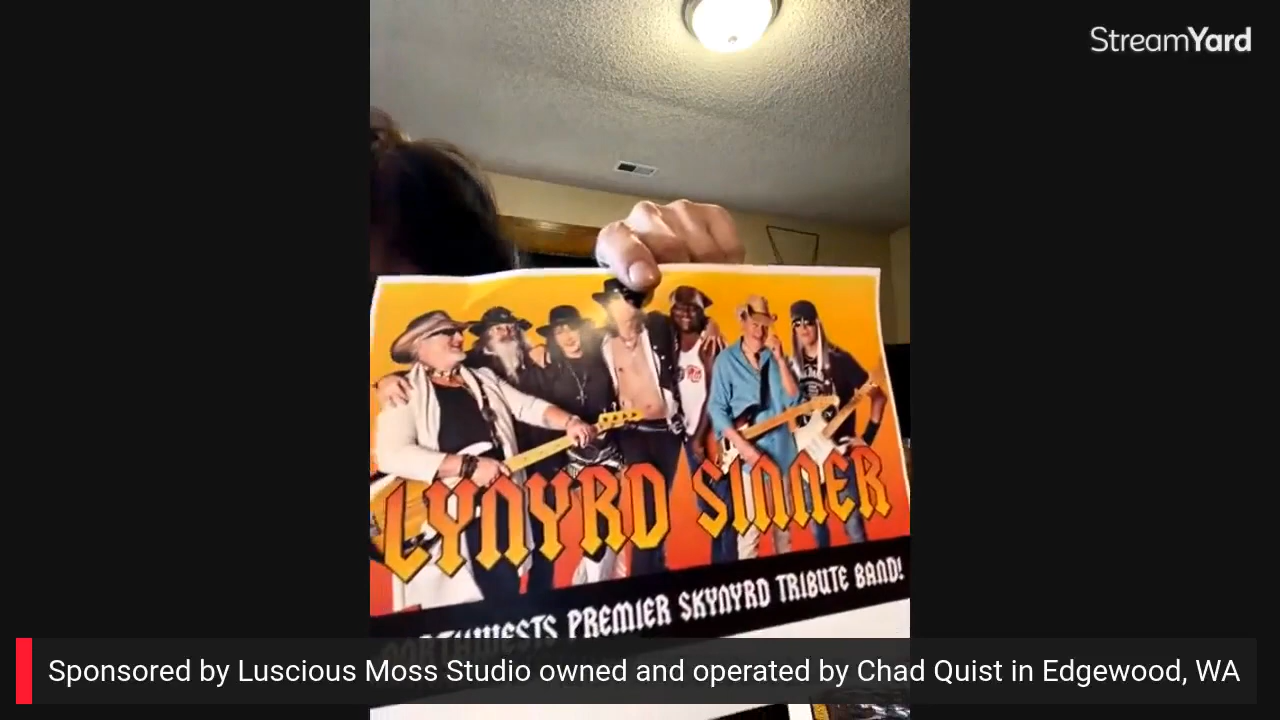 StreamYard
LYNYRD SINNER
NORTHWESTS PREMIER SKYNYRD TRIBUTE BAND!
Sponsored by Luscious Moss Studio owned and operated by Chad Quist in Edgewood, WA